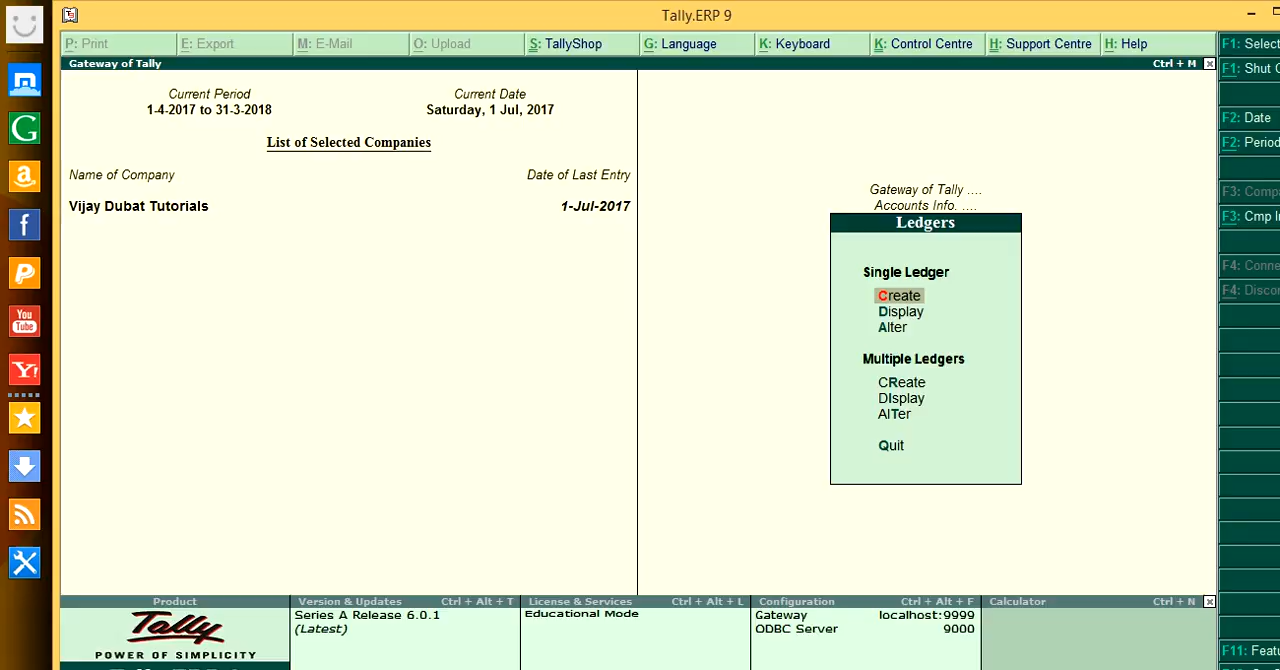 Tally.ERP 9
P: Print E: Export M: E-Mail O: Upload S: TallyShop G: Language K: Keyboard K: Control Centre H: Support Centre H: Help
Gateway of Tally Ctrl + M
Current Period Current Date
1-4-2017 to 31-3-2018 Saturday, 1 Jul, 2017
List of Selected Companies
Name of Company Date of Last Entry
Vijay Dubat Tutorials 1-Jul-2017
Gateway of Tally ....
Accounts Info. ....
Ledgers
Single Ledger
Create
Display
Alter
Multiple Ledgers
CReate
DIsplay
AlTer
Quit
F1: Select
F1: Shut
F2: Date
F2: Period
F3:
F3: Cmp
F4:
F4:
F11:
Product
Tally
POWER OF SIMPLICITY
Version & Updates Ctrl + Alt + T
Series A Release 6.0.1
(Latest)
License & Services Ctrl + Alt + L
Educational Mode
Configuration Ctrl + Alt + F
Gateway localhost:9999
ODBC Server 9000
Calculator Ctrl + N
You
Tube